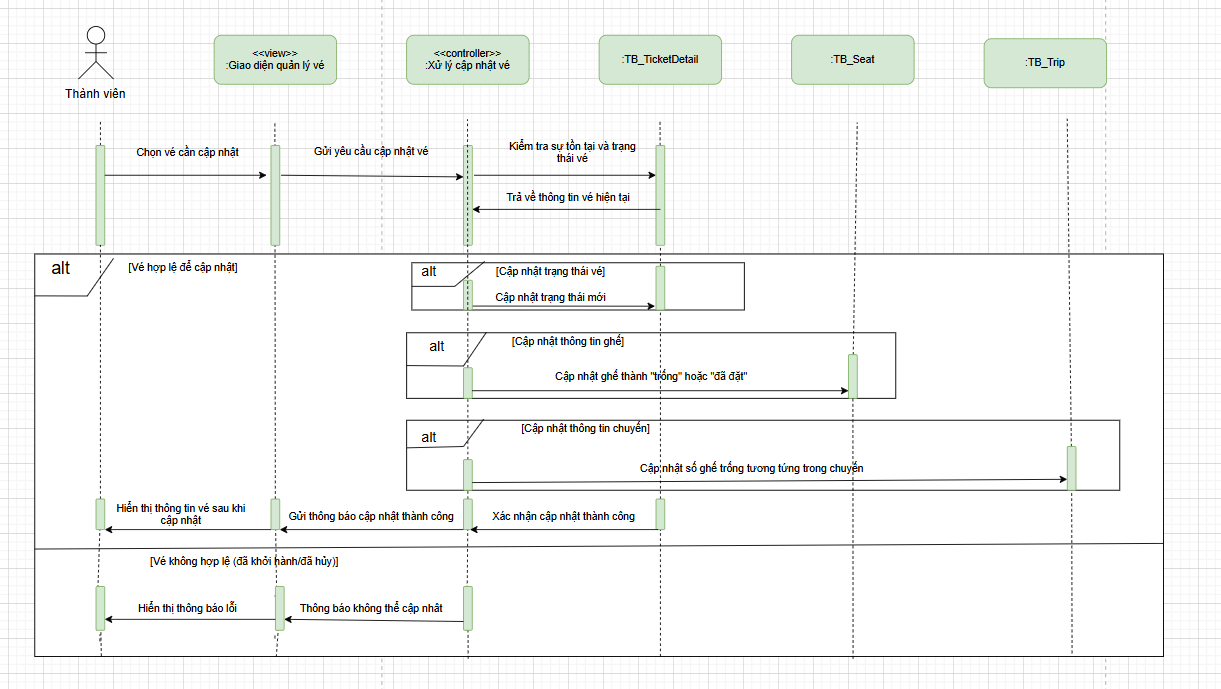 <<view>>
:Giao diện quản lý vé
<<controller>>
:Xử lý cập nhật vé
:TB_TicketDetail
:TB_Seat
:TB_Trip
Thành viên
Chọn vé cần cập nhật
Gửi yêu cầu cập nhật vé
Kiểm tra sự tồn tại và trạng
thái vé
Trả về thông tin vé hiện tại
alt
[Vé hợp lệ để cập nhật]
alt
[Cập nhật trạng thái vé]
Cập nhật trạng thái mới
alt
[Cập nhật thông tin ghế]
Cập nhật ghế thành "trống" hoặc "đã đặt"
alt
[Cập nhật thông tin chuyến]
Cập nhật số ghế trống tương tứng trong chuyến
Hiển thị thông tin vé sau khi
cập nhật
Gửi thông báo cập nhật thành công
Xác nhận cập nhật thành công
[Vé không hợp lệ (đã khởi hành/đã hủy)]
Hiển thị thông báo lỗi
Thông báo không thể cập nhât